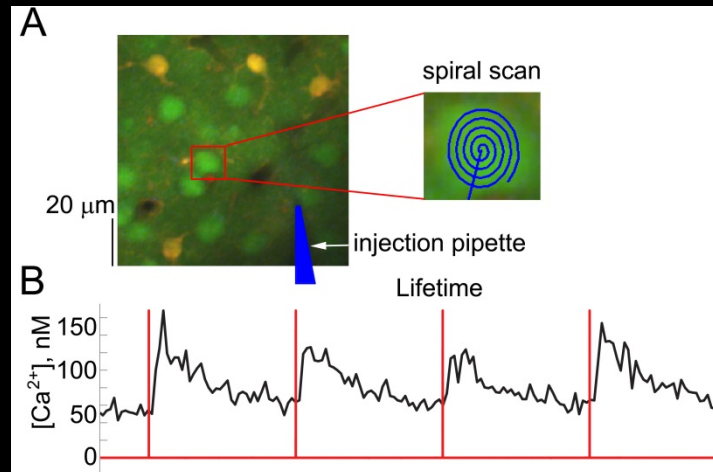 A
spiral scan
20 μm
injection pipette
B
Lifetime
[Ca²⁺], nM
150
100
50
0